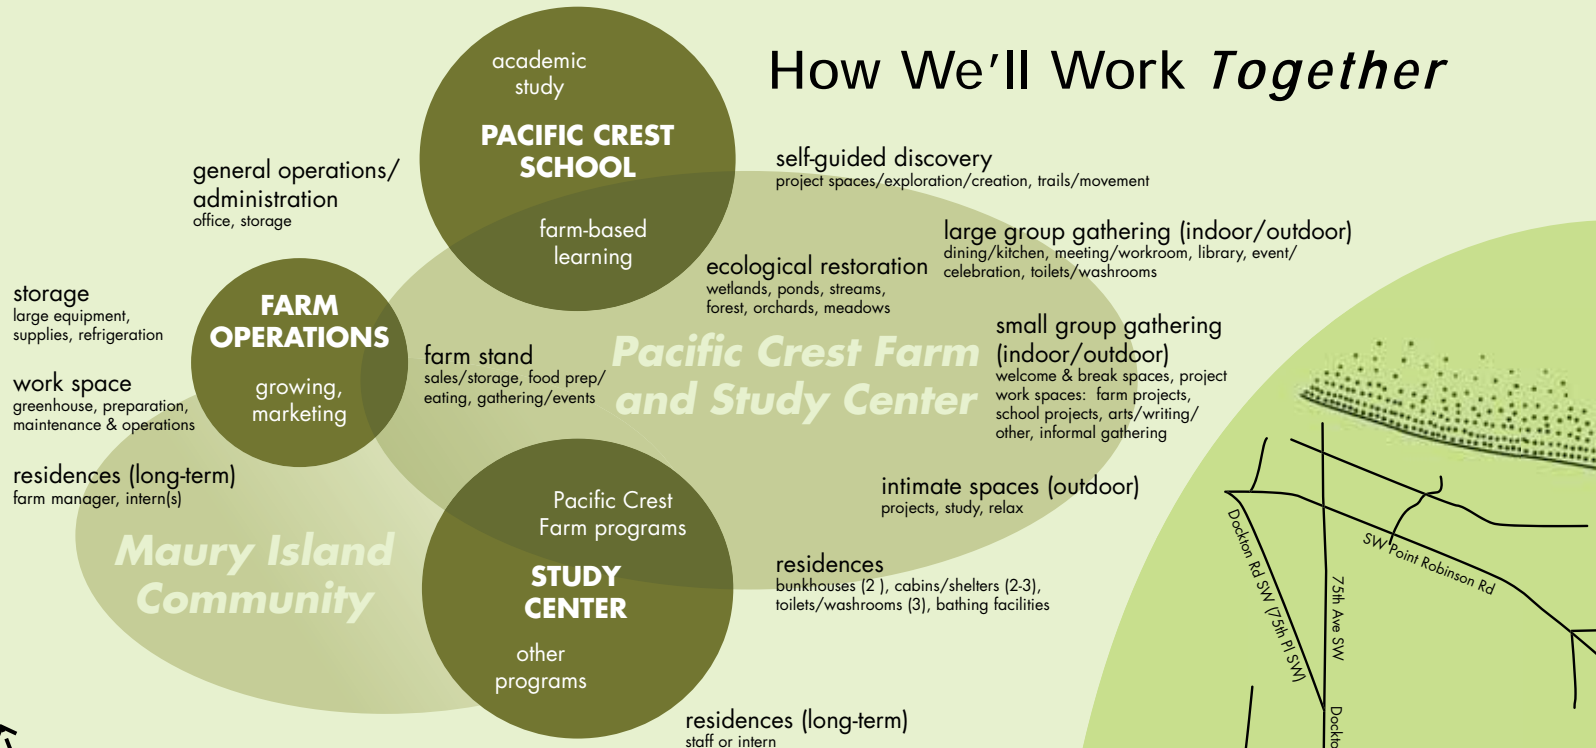 How We'll Work Together
academic
study
PACIFIC CREST
SCHOOL
farm-based
learning
general operations/
administration
office, storage
self-guided discovery
project spaces/exploration/creation, trails/movement
large group gathering (indoor/outdoor)
dining/kitchen, meeting/workroom, library, event/
celebration, toilets/washrooms
ecological restoration
wetlands, ponds, streams,
forest, orchards, meadows
storage
large equipment,
supplies, refrigeration
FARM
OPERATIONS
growing,
marketing
work space
greenhouse, preparation,
maintenance & operations
farm stand
sales/storage, food prep/
eating, gathering/events
Pacific Crest Farm
and Study Center
small group gathering
(indoor/outdoor)
welcome & break spaces, project
work spaces: farm projects,
school projects, arts/writing/
other, informal gathering
residences (long-term)
farm manager, intern(s)
intimate spaces (outdoor)
projects, study, relax
Maury Island
Community
Pacific Crest
Farm programs
STUDY
CENTER
other
programs
residences
bunkhouses (2 ), cabins/shelters (2-3),
toilets/washrooms (3), bathing facilities
residences (long-term)
staff or intern
Dockton Rd SW (75th Pl SW)
75th Ave SW
SW Point Robinson Rd